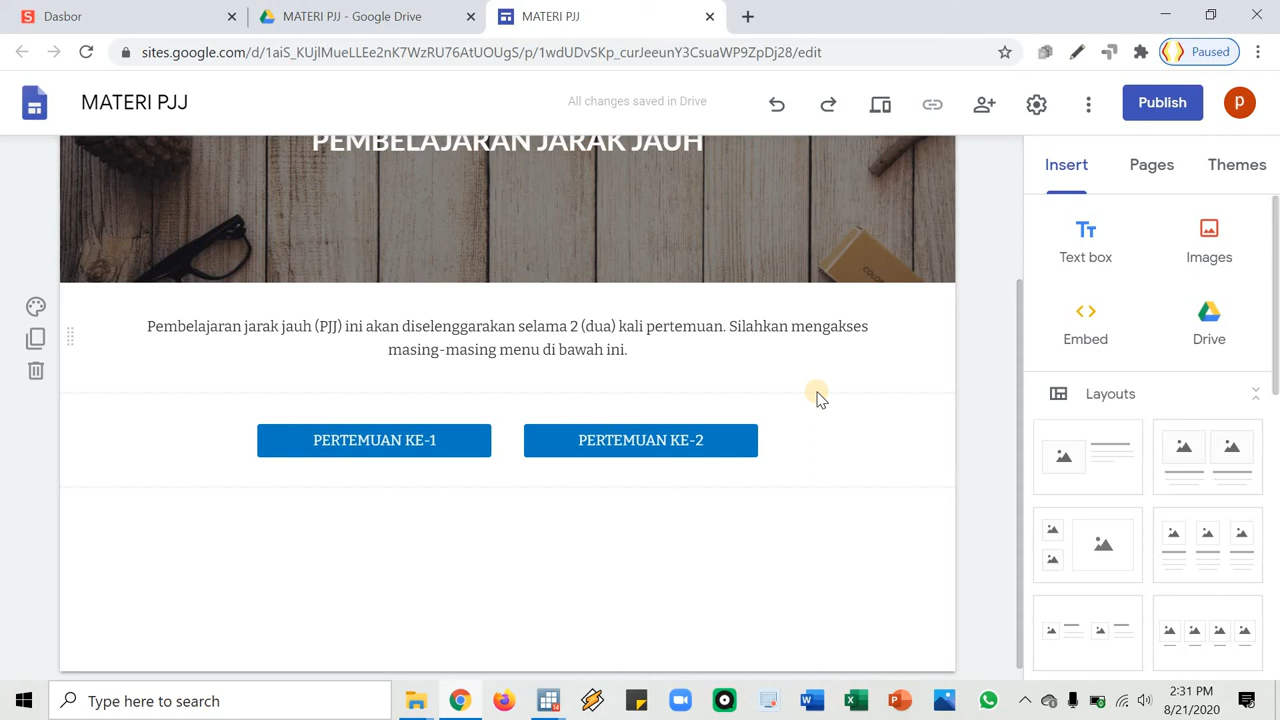 Dasbor
MATERI PJJ - Google Drive
MATERI PJJ
sites.google.com/d/1aiS_KUjlMueLLEe2nK7WzRU76AtUOUgS/p/1wdUDvSKp_curJeeunY3CsuaWP9ZpDj28/edit
Paused
MATERI PJJ
All changes saved in Drive
Publish
p
PEMBELAJARAN JARAK JAUH
Insert
Pages
Themes
Text box
Images
Embed
Drive
Layouts
Pembelajaran jarak jauh (PJJ) ini akan diselenggarakan selama 2 (dua) kali pertemuan. Silahkan mengakses
masing-masing menu di bawah ini.
PERTEMUAN KE-1
PERTEMUAN KE-2
Type here to search
2:31 PM
8/21/2020